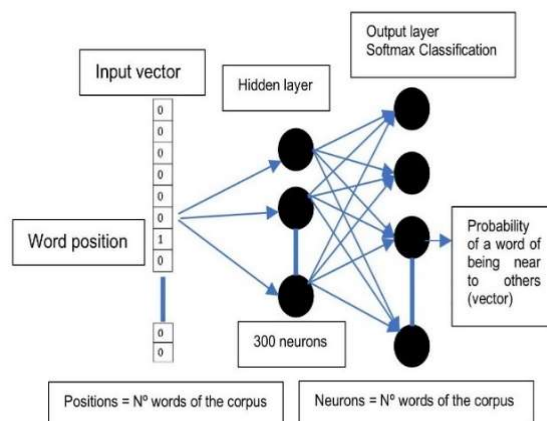 Output layer
Softmax Classification
Input vector
Hidden layer
0
0
0
0
0
0
1
0
Word position
Probability
of a word of
being near
to others
(vector)
0
0
300 neurons
Positions = Nº words of the corpus
Neurons = Nº words of the corpus